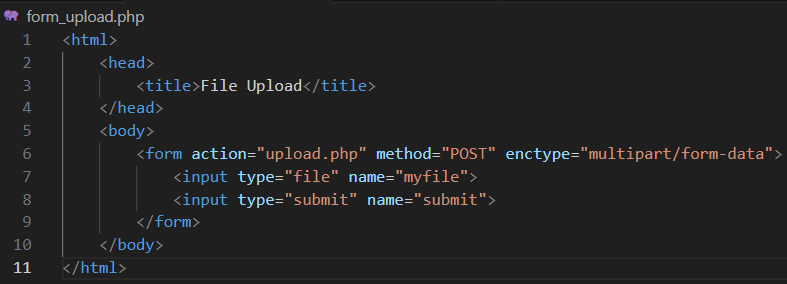 form_upload.php
1 <html>
2 <head>
3 <title>File Upload</title>
4 </head>
5 <body>
6 <form action="upload.php" method="POST" enctype="multipart/form-data">
7 <input type="file" name="myfile">
8 <input type="submit" name="submit">
9 </form>
10 </body>
11 </html>